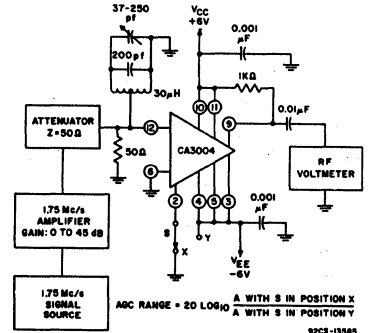 37-250
pf
200pf
30μH
VCC
+6V
0.001
μF
1KΩ
0.01μF
ATTENUATOR
Z=50Ω
50Ω
12
10
11
9
CA3004
6
2
4
5
3
RF
VOLTMETER
0.001
μF
1.75 Mc/s
AMPLIFIER
GAIN: 0 TO 45 dB
S
X
Y
VEE
-6V
1.75 Mc/s
SIGNAL
SOURCE
AGC RANGE = 20 LOG10 A WITH S IN POSITION X
A WITH S IN POSITION Y
92CS-13585